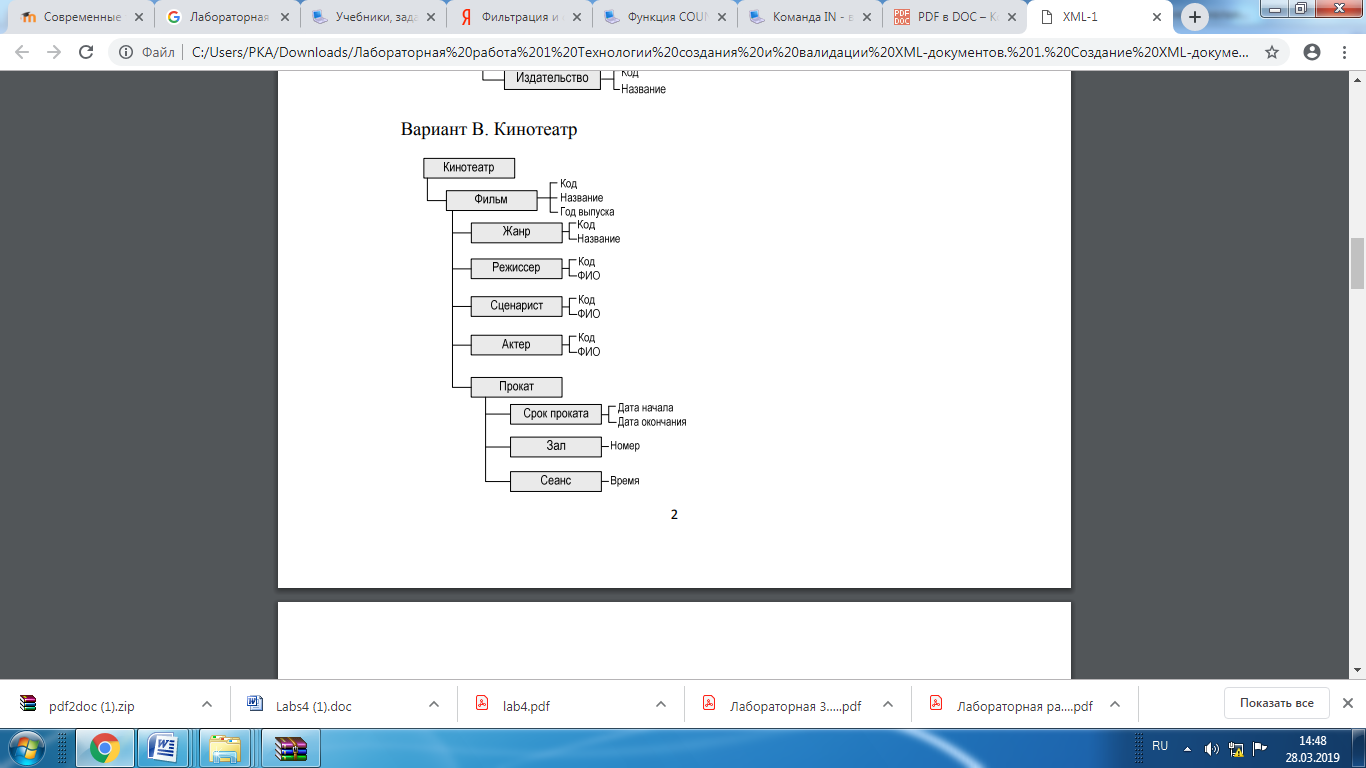 Современные
Лабораторная
Учебники, зада
Фильтрация и
Функция COUN
Команда IN - в
PDF в DOC – К
XML-1
Файл
C:/Users/PKA/Downloads/Лабораторная%20работа%201%20Технологии%20создания%20и%20валидации%20XML-документов.%201.%20Создание%20XML-докуме...
Издательство
Код
Название
Вариант В. Кинотеатр
Кинотеатр
Фильм
Код
Название
Год выпуска
Жанр
Код
Название
Режиссер
Код
ФИО
Сценарист
Код
ФИО
Актер
Код
ФИО
Прокат
Срок проката
Дата начала
Дата окончания
Зал
Номер
Сеанс
Время
2
pdf2doc (1).zip
Labs4 (1).doc
lab4.pdf
Лабораторная 3.....pdf
Лабораторная ра....pdf
Показать все
RU
14:48
28.03.2019